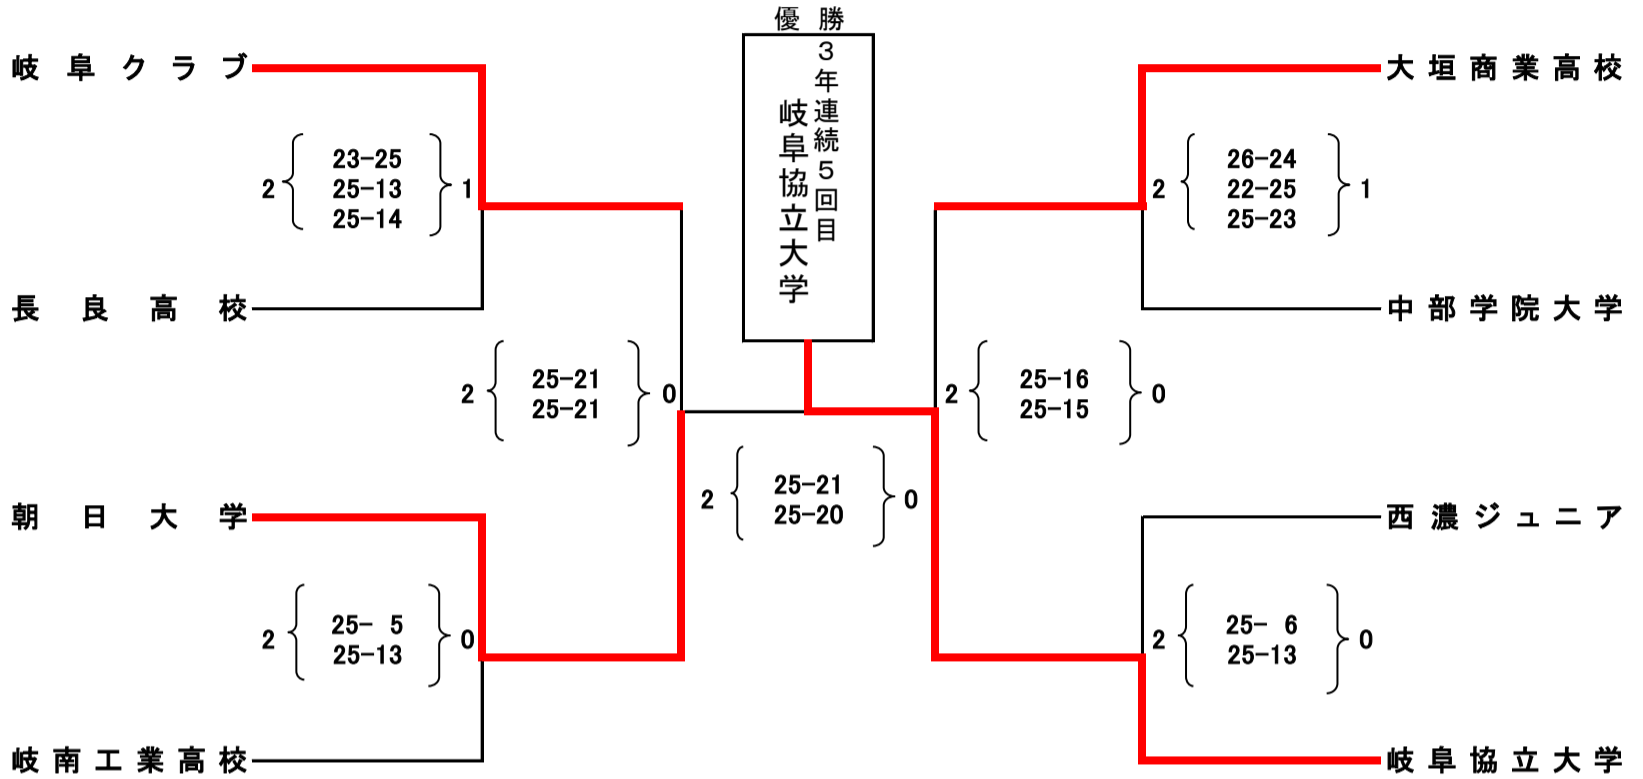 優勝
3年連続5回目
岐阜協立大学
岐阜クラブ
2 23-25 1
25-13
25-14
長良高校
2 25-21 0
25-21
朝日大学
2 25- 5 0
25-13
岐南工業高校
2 25-21 0
25-20
大垣商業高校
2 26-24 1
22-25
25-23
中部学院大学
2 25-16 0
25-15
西濃ジュニア
2 25- 6 0
25-13
岐阜協立大学